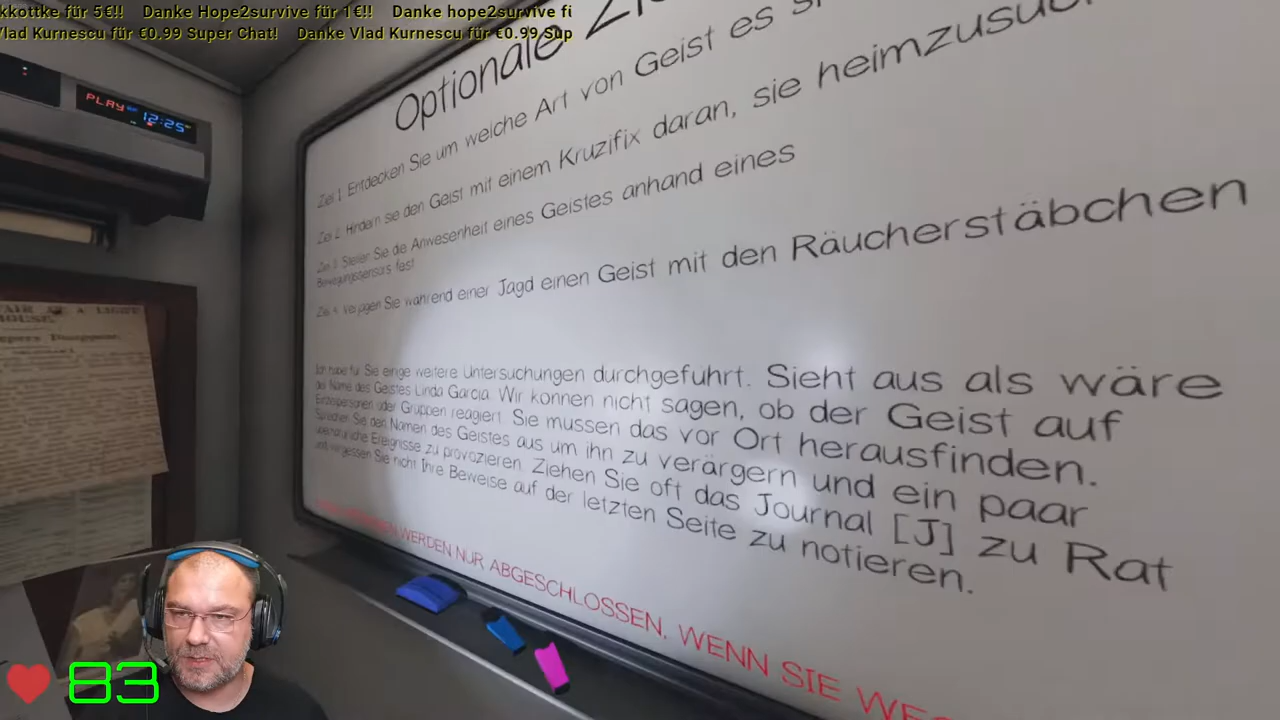 kkottke für 5€!! Danke Hope2survive für 1€!! Danke hope2survive fi
Vlad Kurnescu für €0.99 Super Chat! Danke Vlad Kurnescu für €0.99 Sup
PLAY 12:25
Optionale
Ziel 1: Entdecken Sie um welche Art von Geist es
Ziel 2: Hindern sie den Geist mit einem Kruzifix daran, sie heimzusuc
Ziel 3: Stellen Sie die Anwesenheit eines Geistes anhand eines
Bewegungssensors fest
Ziel 4: Verjagen Sie während einer Jagd einen Geist mit den Räucherstäbchen
Ich habe für Sie einige weitere Untersuchungen durchgeführt. Sieht aus als wäre
der Name des Geistes Linda Garcia. Wir können nicht sagen, ob der Geist auf
Einzelpersonen oder Gruppen reagiert. Sie müssen das vor Ort herausfinden.
Sprechen Sie den Namen des Geistes aus um ihn zu verärgern und ein paar
übernatürliche Ereignisse zu provozieren. Ziehen Sie oft das Journal [J] zu Rat
und vergessen Sie nicht Ihre Beweise auf der letzten Seite zu notieren.
WERDEN NUR ABGESCHLOSSEN, WENN SIE
83